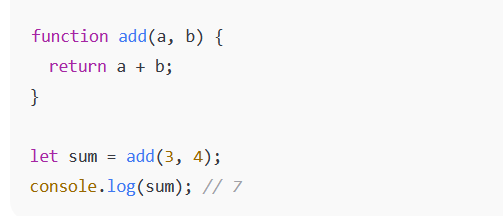 function add(a, b) {
  return a + b;
}

let sum = add(3, 4);
console.log(sum); // 7